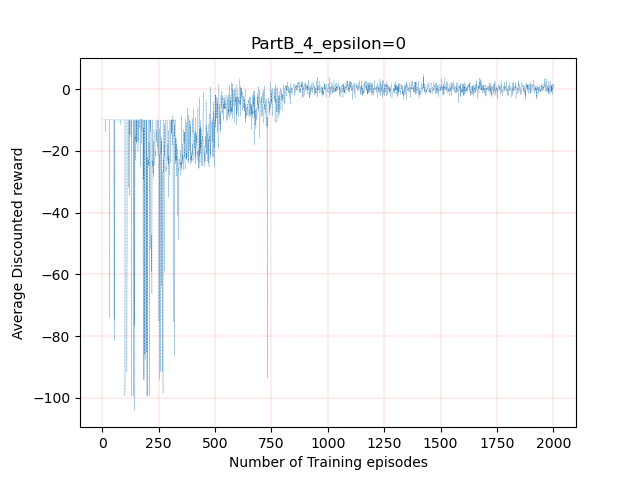 PartB_4_epsilon=0
Average Discounted reward
0
−20
−40
−60
−80
−100
0 250 500 750 1000 1250 1500 1750 2000
Number of Training episodes